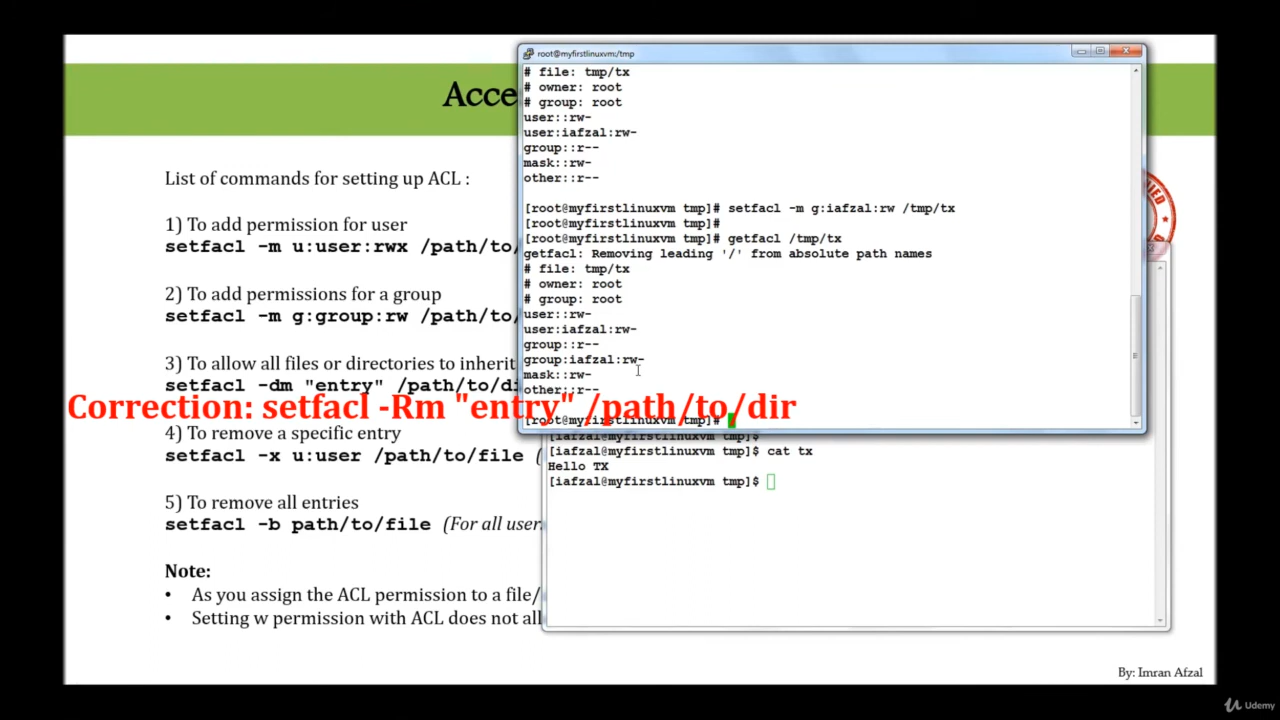 Acce
List of commands for setting up ACL :
1) To add permission for user
setfacl -m u:user:rwx /path/to/
2) To add permissions for a group
setfacl -m g:group:rw /path/to/
3) To allow all files or directories to inherit
setfacl -dm "entry" /path/to/di
Correction: setfacl -Rm "entry" /path/to/dir
4) To remove a specific entry
setfacl -x u:user /path/to/file (
5) To remove all entries
setfacl -b path/to/file (For all user
Note:
• As you assign the ACL permission to a file/
• Setting w permission with ACL does not all
By: Imran Afzal
root@myfirstlinuxvm:/tmp
# file: tmp/tx
# owner: root
# group: root
user::rw-
user:iafzal:rw-
group::r--
mask::rw-
other::r--
[root@myfirstlinuxvm tmp]# setfacl -m g:iafzal:rw /tmp/tx
[root@myfirstlinuxvm tmp]#
[root@myfirstlinuxvm tmp]# getfacl /tmp/tx
getfacl: Removing leading '/' from absolute path names
# file: tmp/tx
# owner: root
# group: root
user::rw-
user:iafzal:rw-
group::r--
group:iafzal:rw-
mask::rw-
other::r--
[root@myfirstlinuxvm tmp]#
[iafzal@myfirstlinuxvm tmp]$
[iafzal@myfirstlinuxvm tmp]$ cat tx
Hello TX
[iafzal@myfirstlinuxvm tmp]$
Udemy